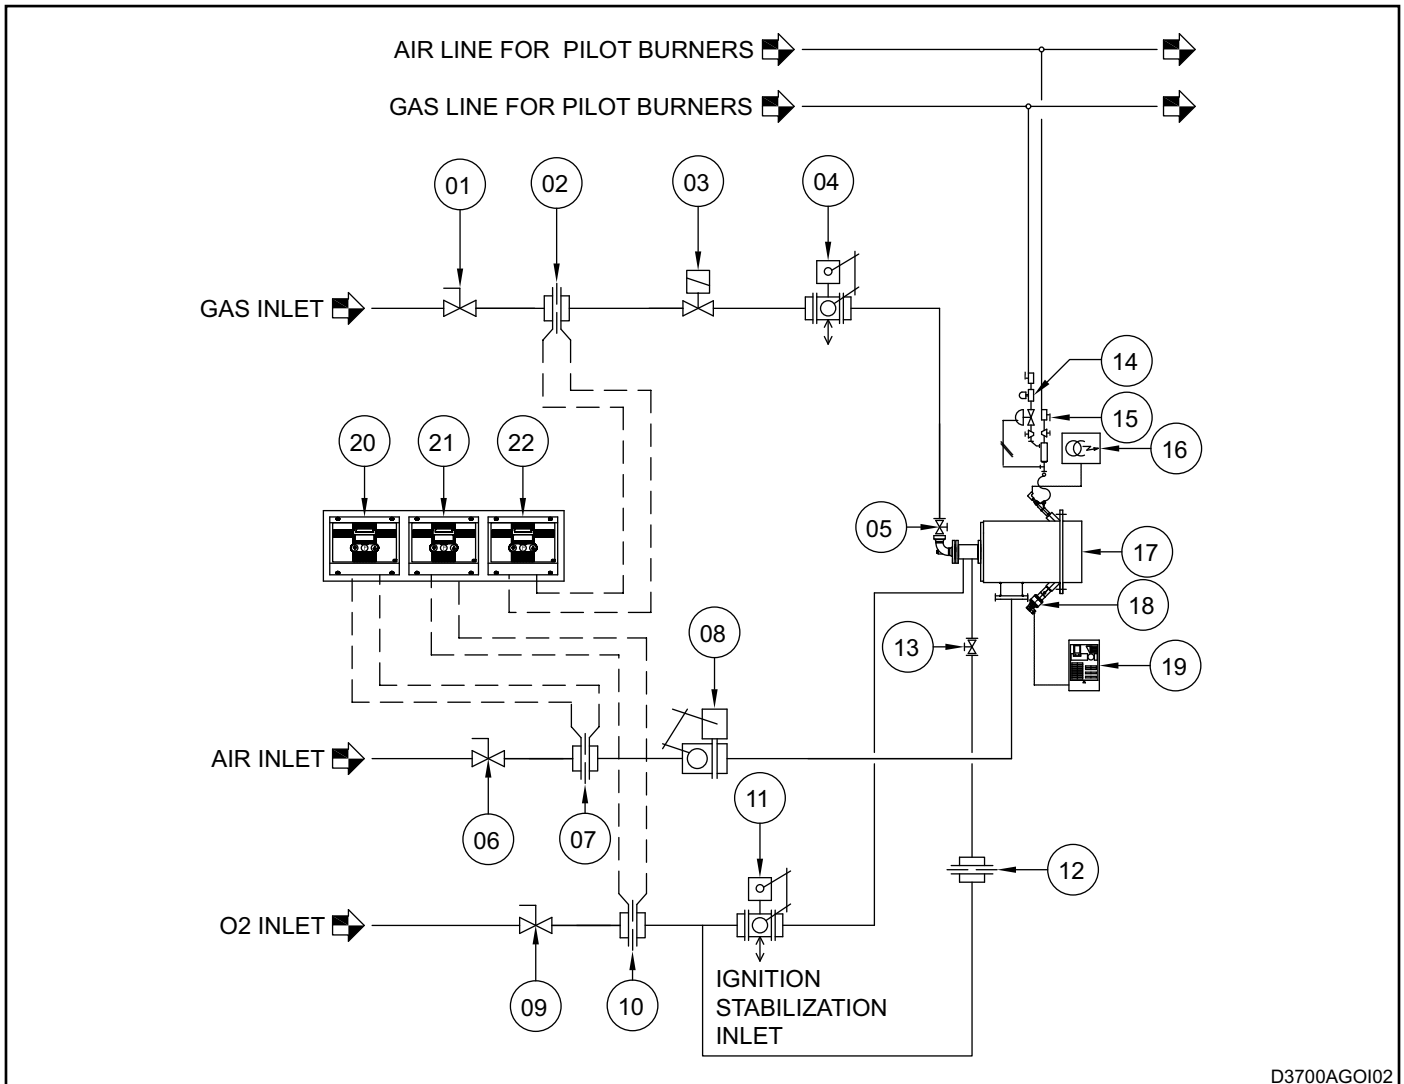 AIR LINE FOR  PILOT BURNERS
GAS LINE FOR PILOT BURNERS
01
02
03
04
GAS INLET
14
15
16
20
21
22
05
17
18
08
13
19
AIR INLET
06
07
11
12
O2 INLET
09
10
IGNITION
STABILIZATION
INLET
D3700AGOI02